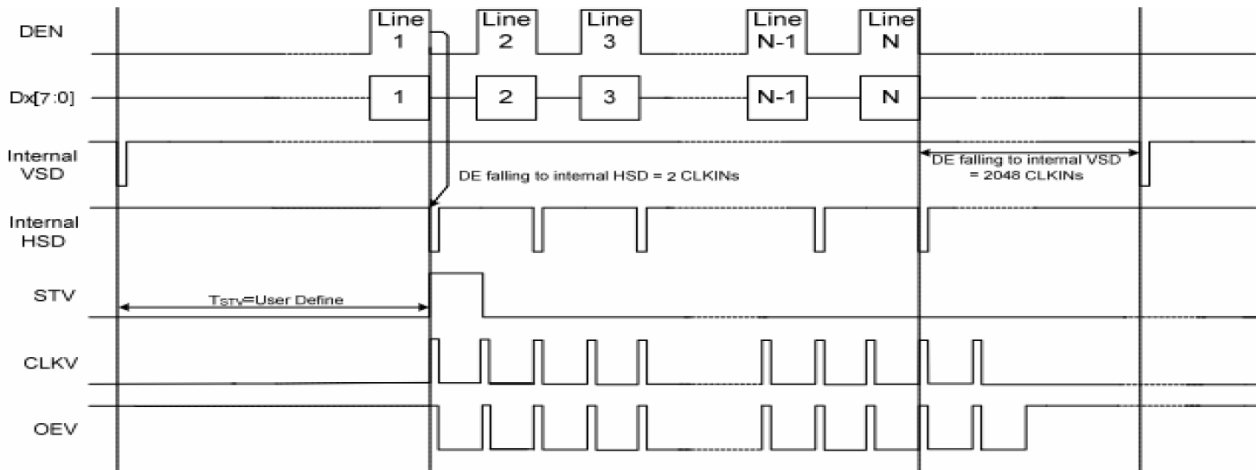 DEN
Line 1
Line 2
Line 3
Line N-1
Line N
Dx[7:0]
1
2
3
N-1
N
Internal VSD
DE falling to internal HSD = 2 CLKINs
DE falling to internal VSD
= 2048 CLKINs
Internal HSD
STV
TSTV=User Define
CLKV
OEV